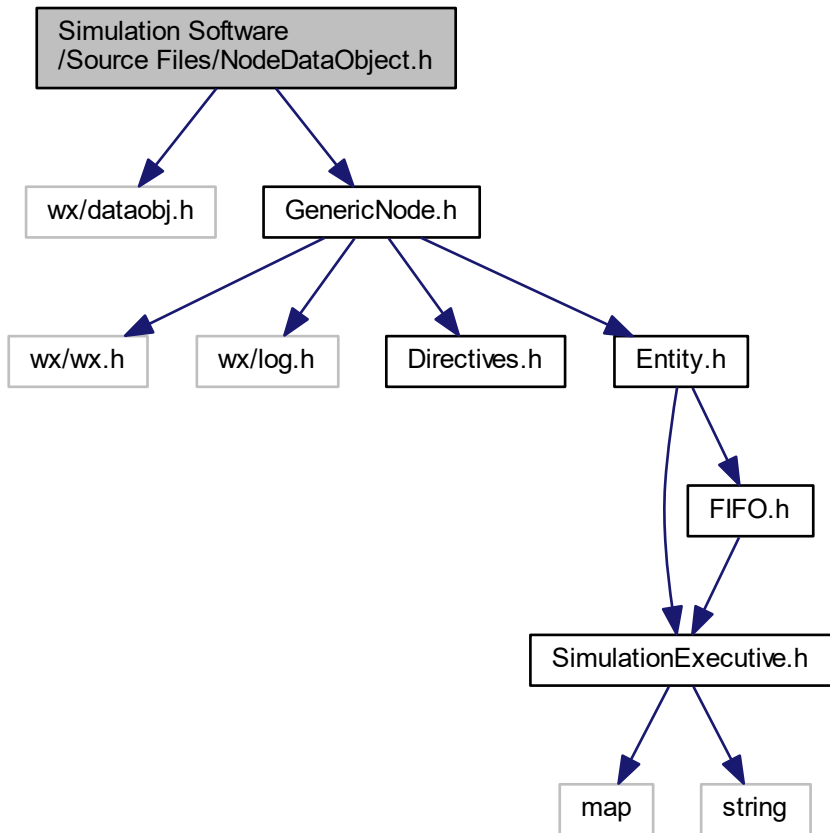 Simulation Software
/Source Files/NodeDataObject.h
wx/dataobj.h
GenericNode.h
wx/wx.h
wx/log.h
Directives.h
Entity.h
FIFO.h
SimulationExecutive.h
map
string